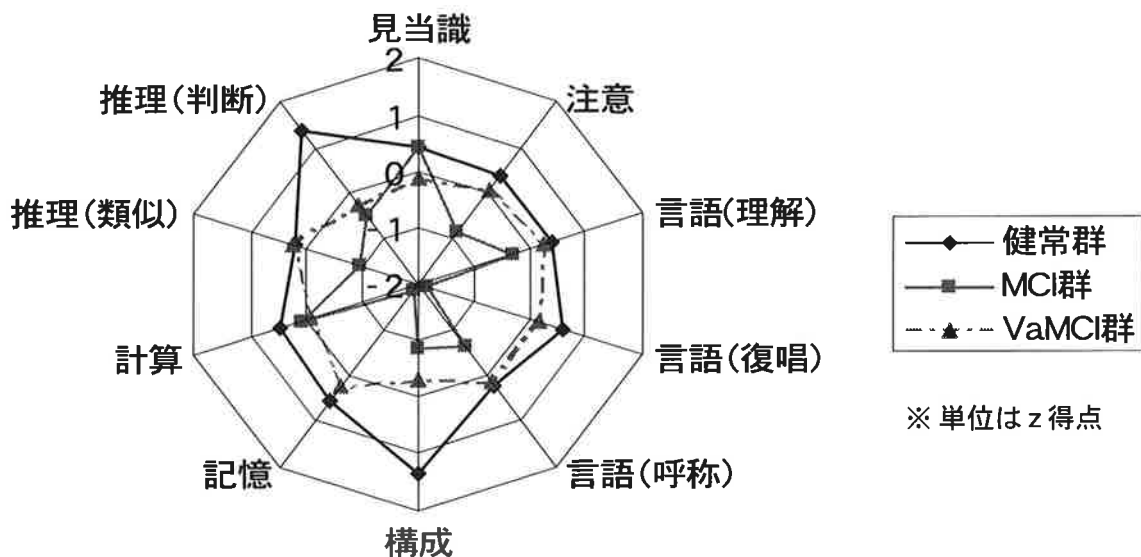 見当識
2
推理(判断)
注意
1
0
推理(類似)
言語(理解)
-
1
健常群
-2
MCI群
VaMCI群
計算
言語(復唱)
※ 単位は z 得点
記憶
言語(呼称)
構成